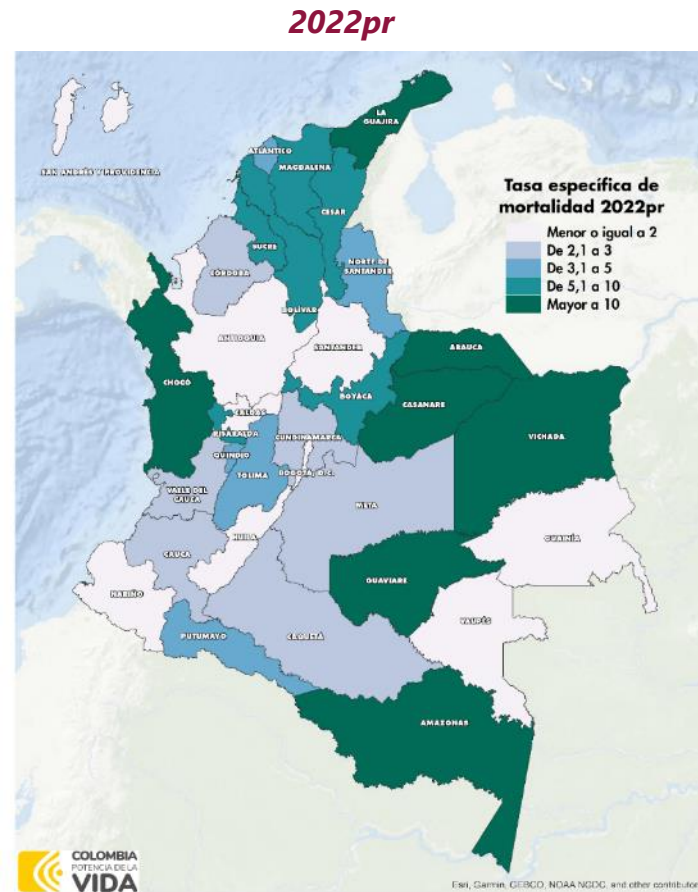 2022pr
LA
GUAJIRA
ATLÁNTICO
MAGDALENA
SAN ANDRÉS Y PROVIDENCIA
CESAR
Tasa específica de
mortalidad 2022pr
Menor o igual a 2
De 2,1 a 3
De 3,1 a 5
De 5,1 a 10
Mayor a 10
SUCRE
NORTE DE
SANTANDER
CÓRDOBA
BOLÍVAR
ANTIOQUIA
SANTANDER
ARAUCA
CHOCÓ
BOYACÁ
CASANARE
CALDAS
RISARALDA
CUNDINAMARCA
VICHADA
QUINDIO
TOLIMA
BOGOTÁ, D.C.
VALLE DEL
CAUCA
META
HUILA
GUAINÍA
CAUCA
GUAVIARE
NARIÑO
VAUPÉS
PUTUMAYO
CAQUETÁ
AMAZONAS
COLOMBIA
POTENCIA DE LA
VIDA
Esri, Garmin, GEBCO, NOAA NGDC, and other contributor